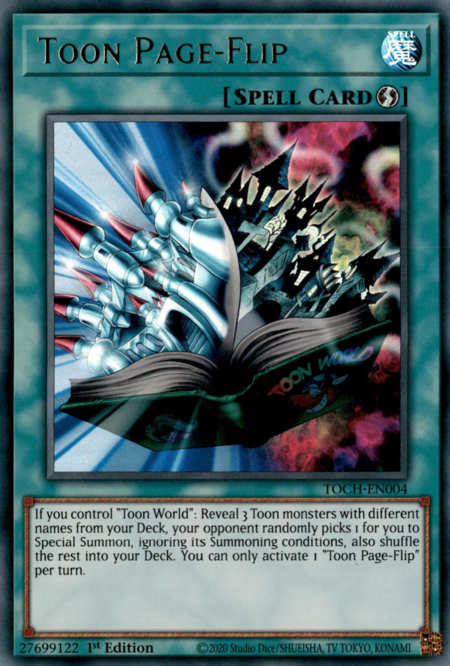 Toon Page-Flip
SPELL
魔
[Spell Card]
TOON WORLD
TOCH-EN004
If you control "Toon World": Reveal 3 Toon monsters with different
names from your Deck, your opponent randomly picks 1 for you to
Special Summon, ignoring its Summoning conditions, also shuffle
the rest into your Deck. You can only activate 1 "Toon Page-Flip"
per turn.
27699122 1st Edition ©2020 Studio Dice/SHUEISHA, TV TOKYO, KONAMI